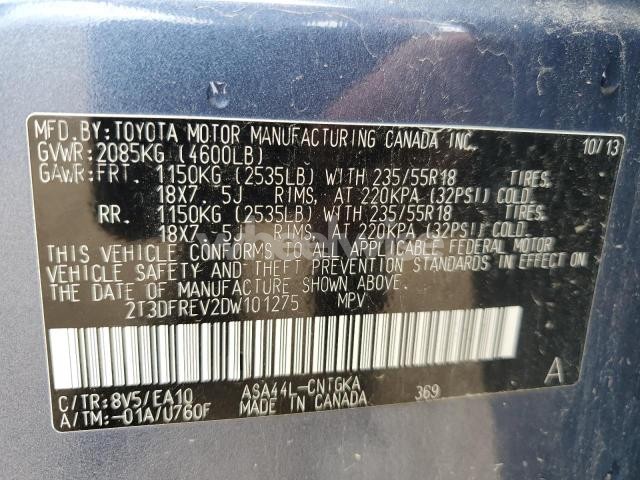 MFD.BY:TOYOTA MOTOR MANUFACTURING CANADA INC. 10/13
GVWR:2085KG (4600LB)
GAWR:FRT. 1150KG (2535LB) WITH 235/55R18 TIRES,
18X7.5J RIMS, AT 220KPA (32PSI) COLD.
RR. 1150KG (2535LB) WITH 235/55R18 TIRES,
18X7.5J RIMS, AT 220KPA (32PSI) COLD.
THIS VEHICLE CONFORMS TO ALL APPLICABLE FEDERAL MOTOR
VEHICLE SAFETY AND THEFT PREVENTION STANDARDS IN EFFECT ON
THE DATE OF MANUFACTURE SHOWN ABOVE.
2T3DFREV2DW101275 MPV
A
C/TR:8V5/EA10 ASA44L-CNTGKA 369
A/TM:-01A/U760F MADE IN CANADA